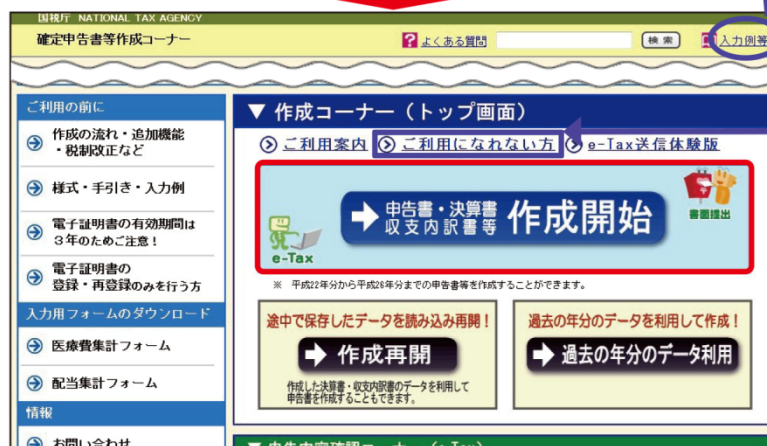 国税庁 NATIONAL TAX AGENCY
確定申告書等作成コーナー
? よくある質問
検索
入力例等
ご利用の前に
作成の流れ・追加機能
・税制改正など
様式・手引き・入力例
電子証明書の有効期間は
3年のためご注意！
電子証明書の
登録・再登録のみを行う方
入力用フォームのダウンロード
医療費集計フォーム
配当集計フォーム
情報
お問い合わせ
▼ 作成コーナー（トップ画面）
ご利用案内 ご利用になれない方 e-Tax送信体験版
e-Tax
申告書・決算書
収支内訳書等 作成開始
書面提出
※ 平成22年分から平成26年分までの申告書等を作成することができます。
途中で保存したデータを読み込み再開！
作成再開
作成した決算書・収支内訳書のデータを利用して
申告書を作成することもできます。
過去の年分のデータを利用して作成！
過去の年分のデータ利用